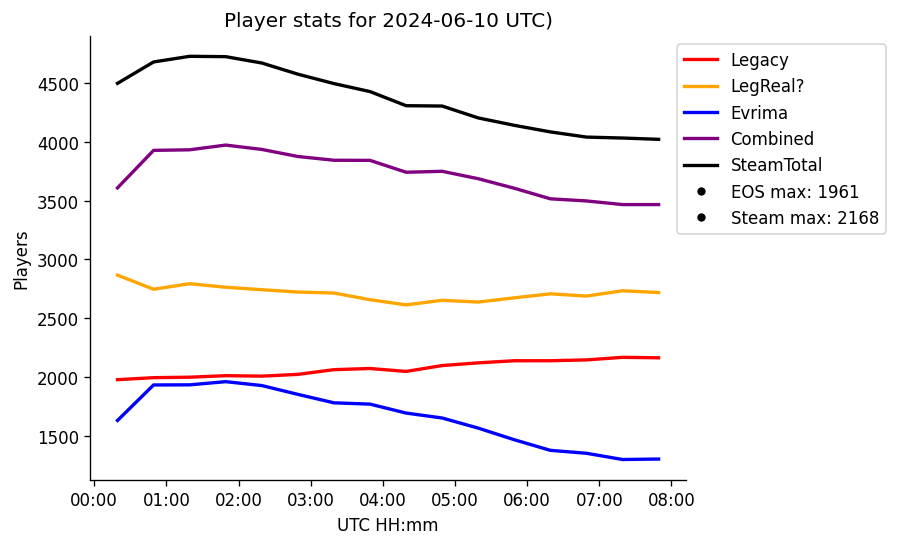 Player stats for 2024-06-10 UTC)
Legacy
LegReal?
Evrima
Combined
SteamTotal
EOS max: 1961
Steam max: 2168
Players
4500
4000
3500
3000
2500
2000
1500
00:00 01:00 02:00 03:00 04:00 05:00 06:00 07:00 08:00
UTC HH:mm